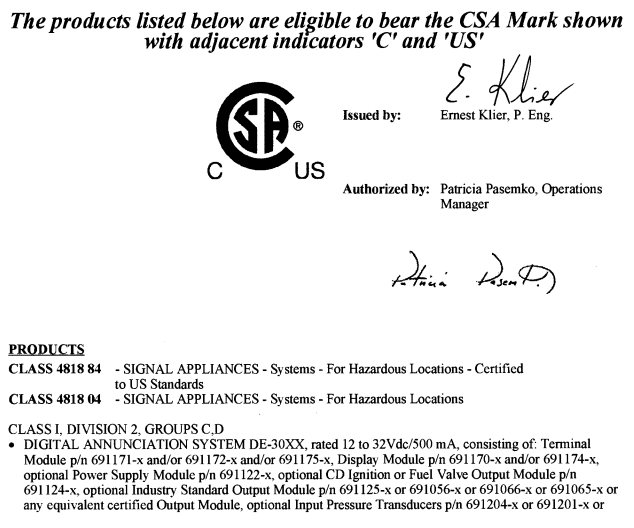 The products listed below are eligible to bear the CSA Mark shown
with adjacent indicators 'C' and 'US'
E. Klier
CSA ®
C US
Issued by: Ernest Klier, P. Eng.
Authorized by: Patricia Pasemko, Operations
Manager
Patricia
PRODUCTS
CLASS 4818 84 - SIGNAL APPLIANCES - Systems - For Hazardous Locations - Certified
to US Standards
CLASS 4818 04 - SIGNAL APPLIANCES - Systems - For Hazardous Locations
CLASS I, DIVISION 2, GROUPS C,D
• DIGITAL ANNUNCIATION SYSTEM DE-30XX, rated 12 to 32Vdc/500 mA, consisting of: Terminal
Module p/n 691171-x and/or 691172-x and/or 691175-x, Display Module p/n 691170-x and/or 691174-x,
optional Power Supply Module p/n 691122-x, optional CD Ignition or Fuel Valve Output Module p/n
691124-x, optional Industry Standard Output Module p/n 691125-x or 691056-x or 691066-x or 691065-x or
any equivalent certified Output Module, optional Input Pressure Transducers p/n 691204-x or 691201-x or